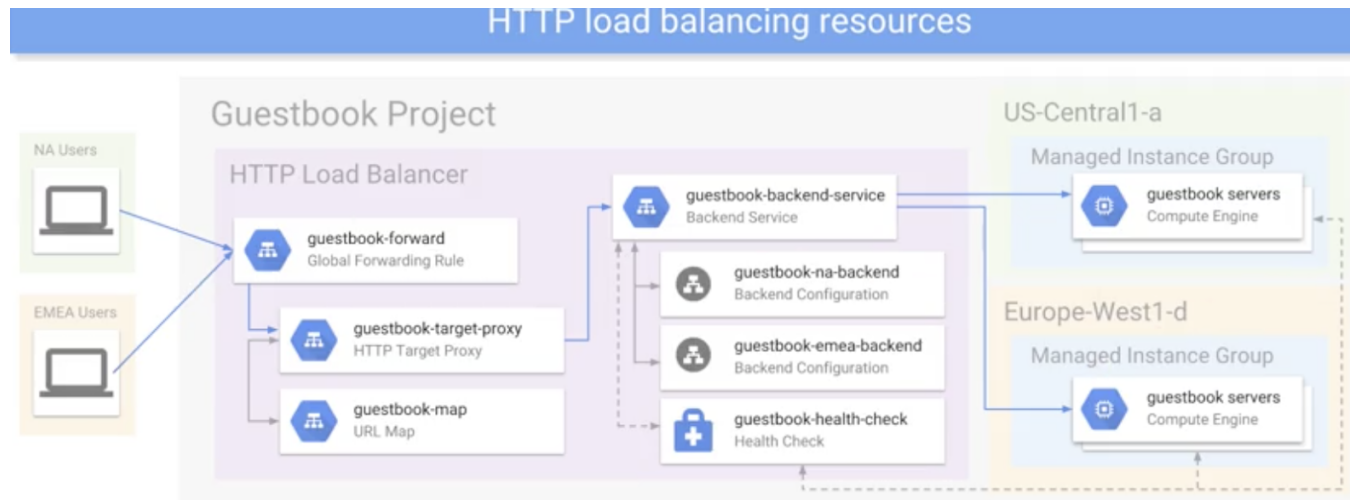 HTTP load balancing resources
Guestbook Project
NA Users
EMEA Users
HTTP Load Balancer
guestbook-forward
Global Forwarding Rule
guestbook-target-proxy
HTTP Target Proxy
guestbook-map
URL Map
guestbook-backend-service
Backend Service
guestbook-na-backend
Backend Configuration
guestbook-emea-backend
Backend Configuration
guestbook-health-check
Health Check
US-Central1-a
Managed Instance Group
guestbook servers
Compute Engine
Europe-West1-d
Managed Instance Group
guestbook servers
Compute Engine